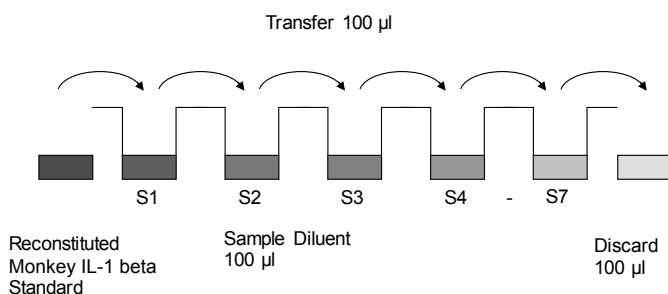 Transfer 100 µl
S1 S2 S3 S4 - S7
Reconstituted
Monkey IL-1 beta
Standard
Sample Diluent
100 µl
Discard
100 µl